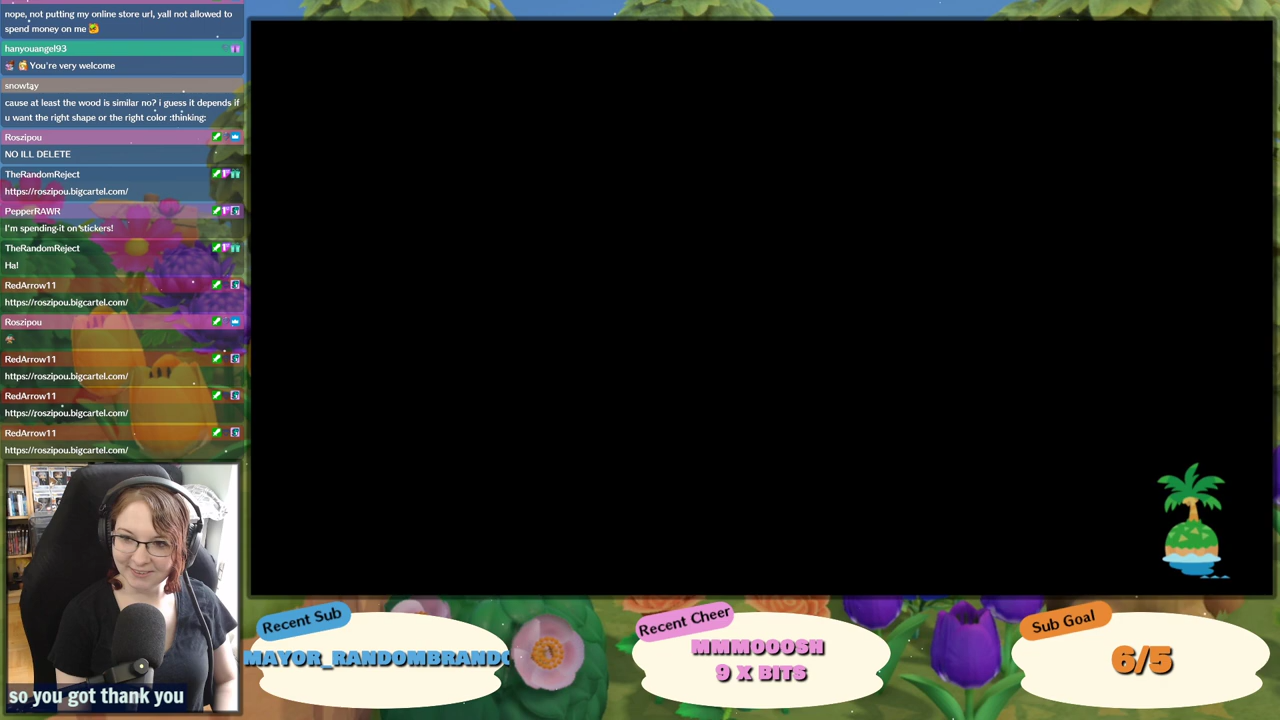 nope, not putting my online store url, yall not allowed to
spend money on me
hanyouangel93
You're very welcome
snowtay
cause at least the wood is similar no? i guess it depends if
u want the right shape or the right color :thinking:
Roszipou
NO ILL DELETE
TheRandomReject
https://roszipou.bigcartel.com/
PepperRAWR
I'm spending it on stickers!
TheRandomReject
Ha!
RedArrow11
https://roszipou.bigcartel.com/
Roszipou
RedArrow11
https://roszipou.bigcartel.com/
RedArrow11
https://roszipou.bigcartel.com/
RedArrow11
https://roszipou.bigcartel.com/
so you got thank you
Recent Sub
MAYOR_RANDOMBRAND
Recent Cheer
MMMOOOSH
9 X BITS
Sub Goal
6/5